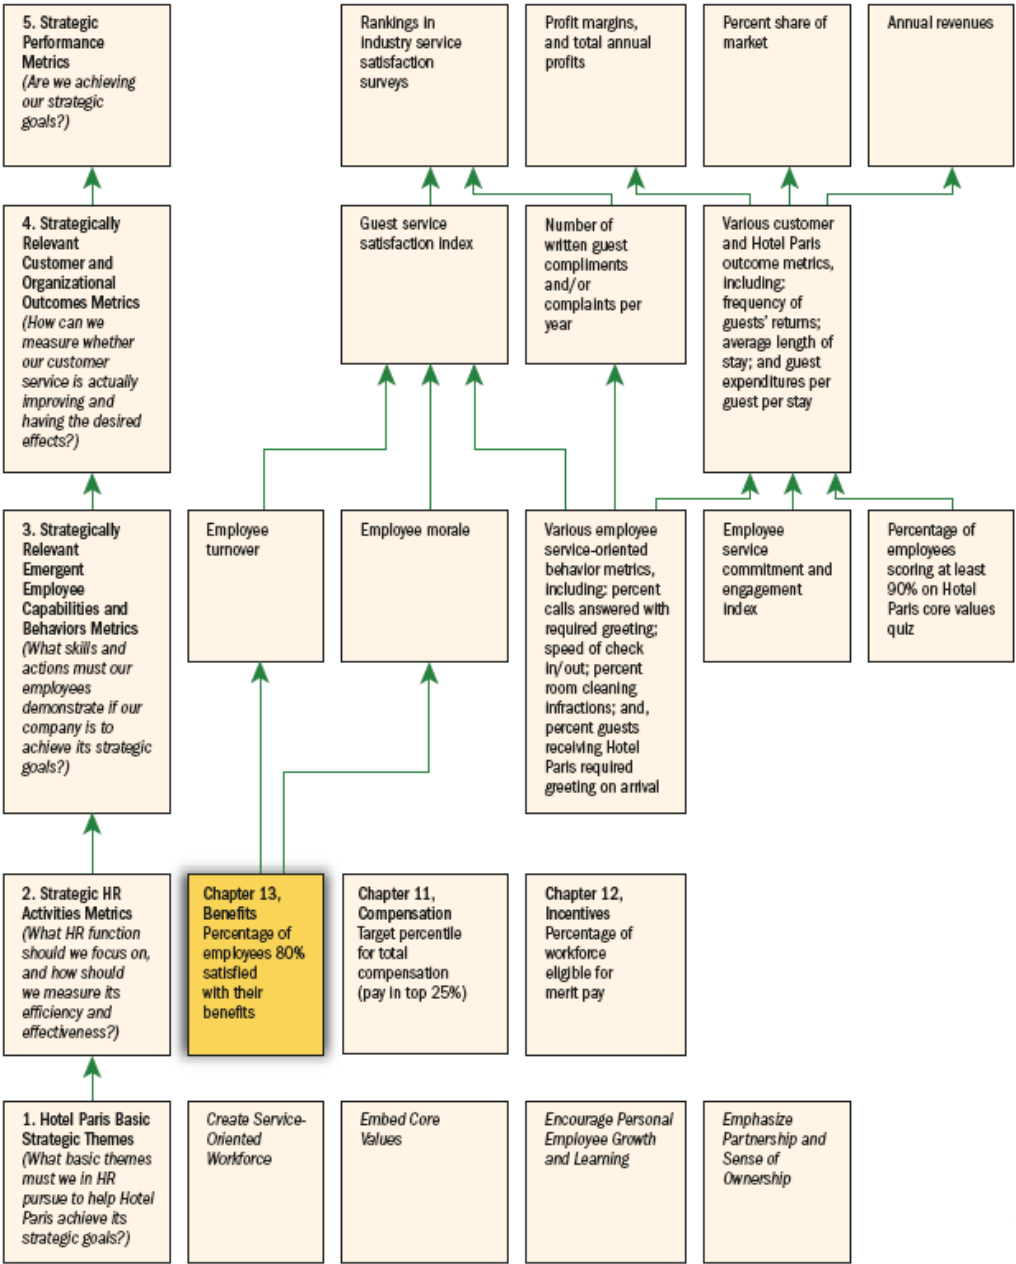 5. Strategic
Performance
Metrics
(Are we achieving
our strategic
goals?)
Rankings in
industry service
satisfaction
surveys
Profit margins,
and total annual
profits
Percent share of
market
Annual revenues
4. Strategically
Relevant
Customer and
Organizational
Outcomes Metrics
(How can we
measure whether
our customer
service is actually
improving and
having the desired
effects?)
Guest service
satisfaction index
Number of
written guest
compliments
and/or
complaints per
year
Various customer
and Hotel Paris
outcome metrics,
including:
frequency of
guests' returns;
average length of
stay; and guest
expenditures per
guest per stay
3. Strategically
Relevant
Emergent
Employee
Capabilities and
Behaviors Metrics
(What skills and
actions must our
employees
demonstrate if our
company is to
achieve its strategic
goals?)
Employee
turnover
Employee morale
Various employee
service-oriented
behavior metrics,
including: percent
calls answered with
required greeting;
speed of check
in/out; percent
room cleaning
infractions; and,
percent guests
receiving Hotel
Paris required
greeting on arrival
Employee
service
commitment and
engagement
index
Percentage of
employees
scoring at least
90% on Hotel
Paris core values
quiz
2. Strategic HR
Activities Metrics
(What HR function
should we focus on,
and how should
we measure its
efficiency and
effectiveness?)
Chapter 13,
Benefits
Percentage of
employees 80%
satisfied
with their
benefits
Chapter 11,
Compensation
Target percentile
for total
compensation
(pay in top 25%)
Chapter 12,
Incentives
Percentage of
workforce
eligible for
merit pay
1. Hotel Paris Basic
Strategic Themes
(What basic themes
must we in HR
pursue to help Hotel
Paris achieve its
strategic goals?)
Create Service-
Oriented
Workforce
Embed Core
Values
Encourage Personal
Employee Growth
and Learning
Emphasize
Partnership and
Sense of
Ownership